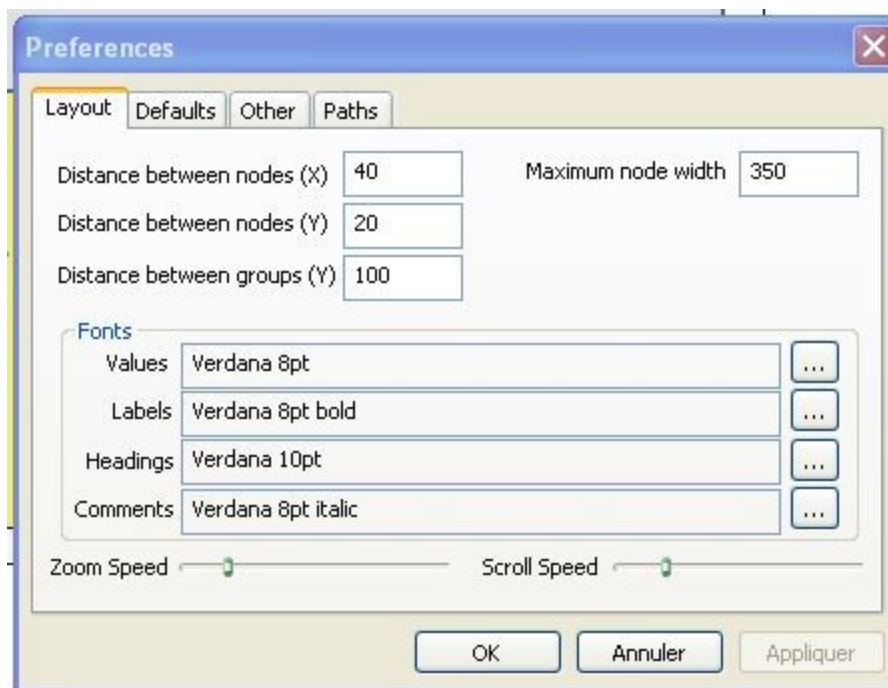 Preferences
Layout Defaults Other Paths
Distance between nodes (X) 40 Maximum node width 350
Distance between nodes (Y) 20
Distance between groups (Y) 100
Fonts
Values Verdana 8pt ...
Labels Verdana 8pt bold ...
Headings Verdana 10pt ...
Comments Verdana 8pt italic ...
Zoom Speed Scroll Speed
OK Annuler Appliquer